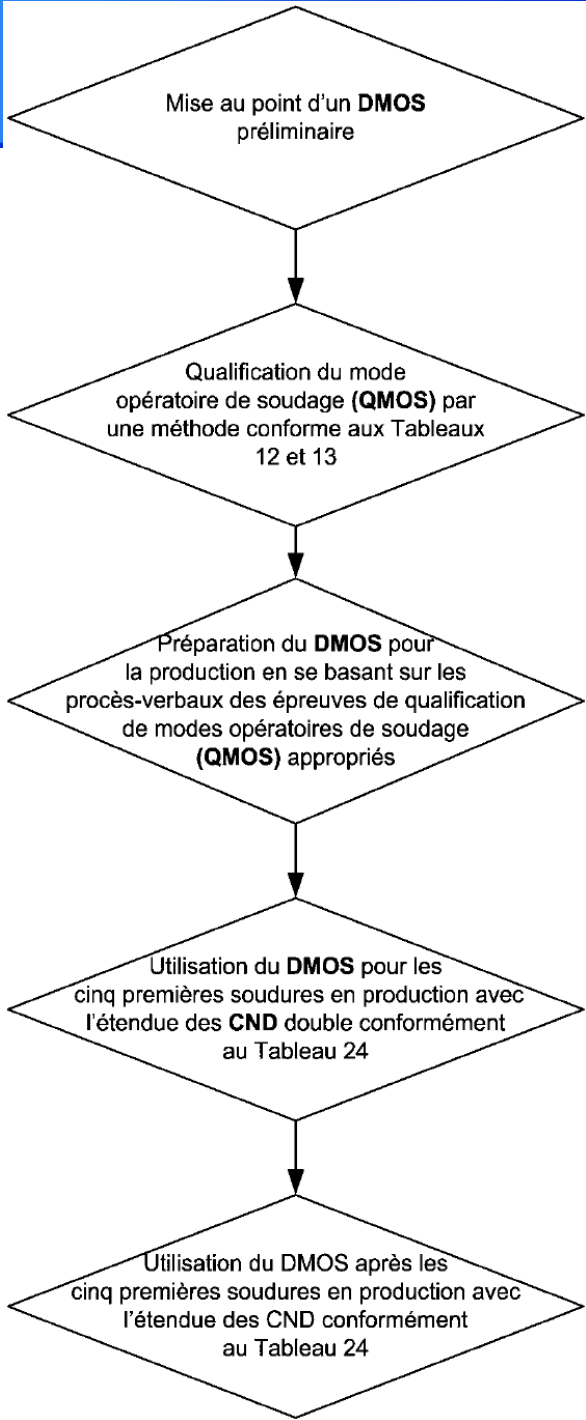 Mise au point d'un DMOS
préliminaire
Qualification du mode
opératoire de soudage (QMOS) par
une méthode conforme aux Tableaux
12 et 13
Préparation du DMOS pour
la production en se basant sur les
procès-verbaux des épreuves de qualification
de modes opératoires de soudage
(QMOS) appropriés
Utilisation du DMOS pour les
cinq premières soudures en production avec
l'étendue des CND double conformément
au Tableau 24
Utilisation du DMOS après les
cinq premières soudures en production avec
l'étendue des CND conformément
au Tableau 24